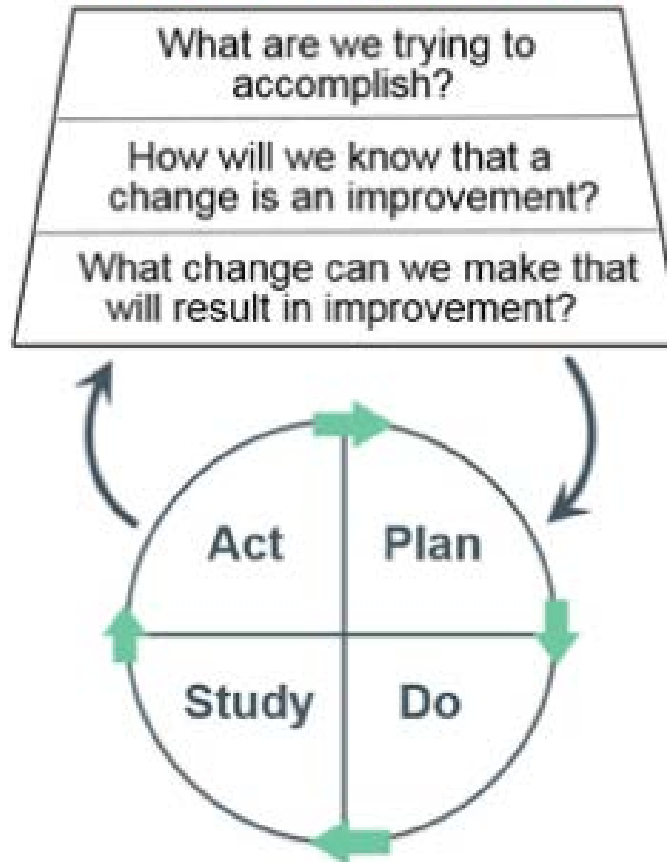 What are we trying to
accomplish?
How will we know that a
change is an improvement?
What change can we make that
will result in improvement?
Act
Plan
Study
Do